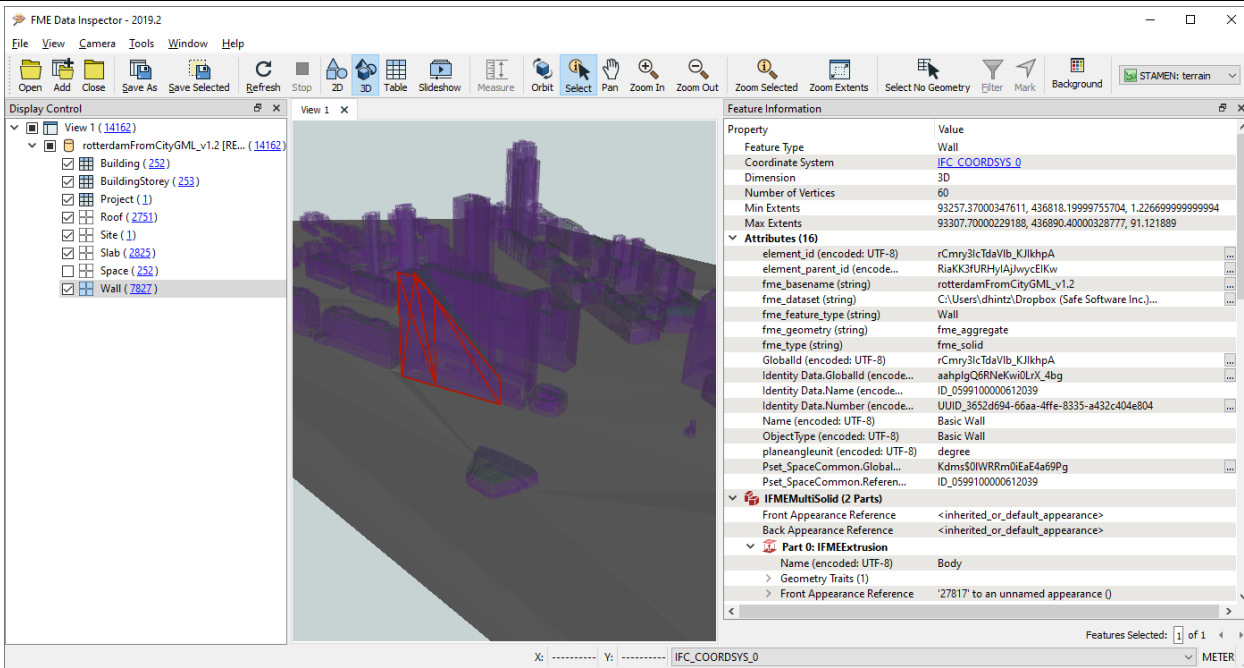 FME Data Inspector - 2019.2
File View Camera Tools Window Help
Open Add Close Save As Save Selected Refresh Stop 2D 3D Table Slideshow Measure Orbit Select Pan Zoom In Zoom Out Zoom Selected Zoom Extents Select No Geometry Filter Mark Background STAMEN: terrain
Display Control
View 1 (14162)
rotterdamFromCityGML_v1.2 [RE... (14162)
Building (252)
BuildingStorey (253)
Project (1)
Roof (2751)
Site (1)
Slab (2825)
Space (252)
Wall (7827)
View 1
Feature Information
Property Value
Feature Type Wall
Coordinate System IFC_COORDSYS_0
Dimension 3D
Number of Vertices 60
Min Extents 93257.37000347611, 436818.19999755704, 1.226699999999994
Max Extents 93307.70000229188, 436890.40000328777, 91.121889
Attributes (16)
element_id (encoded: UTF-8) rCmry3IcTdaVIb_KJIkhpA
element_parent_id (encode... RiaKK3fURHyIAjJwycEIKw
fme_basename (string) rotterdamFromCityGML_v1.2
fme_dataset (string) C:\Users\dhintz\Dropbox (Safe Software Inc.)...
fme_feature_type (string) Wall
fme_geometry (string) fme_aggregate
fme_type (string) fme_solid
GlobalId (encoded: UTF-8) rCmry3IcTdaVIb_KJIkhpA
Identity Data.GlobalId (encode... aahpIgQ6RNeKwi0LrX_4bg
Identity Data.Name (encode... ID_0599100000612039
Identity Data.Number (encode... UUID_3652d694-66aa-4ffe-8335-a432c404e804
Name (encoded: UTF-8) Basic Wall
ObjectType (encoded: UTF-8) Basic Wall
planeangleunit (encoded: UTF-8) degree
Pset_SpaceCommon.Global... Kdms$0IWRRm0iEaE4a69Pg
Pset_SpaceCommon.Referen... ID_0599100000612039
IFMEMultiSolid (2 Parts)
Front Appearance Reference <inherited_or_default_appearance>
Back Appearance Reference <inherited_or_default_appearance>
Part 0: IFMEExtrusion
Name (encoded: UTF-8) Body
Geometry Traits (1)
Front Appearance Reference '27817' to an unnamed appearance ()
Features Selected: 1 of 1
X: ---------- Y: ---------- IFC_COORDSYS_0 METER